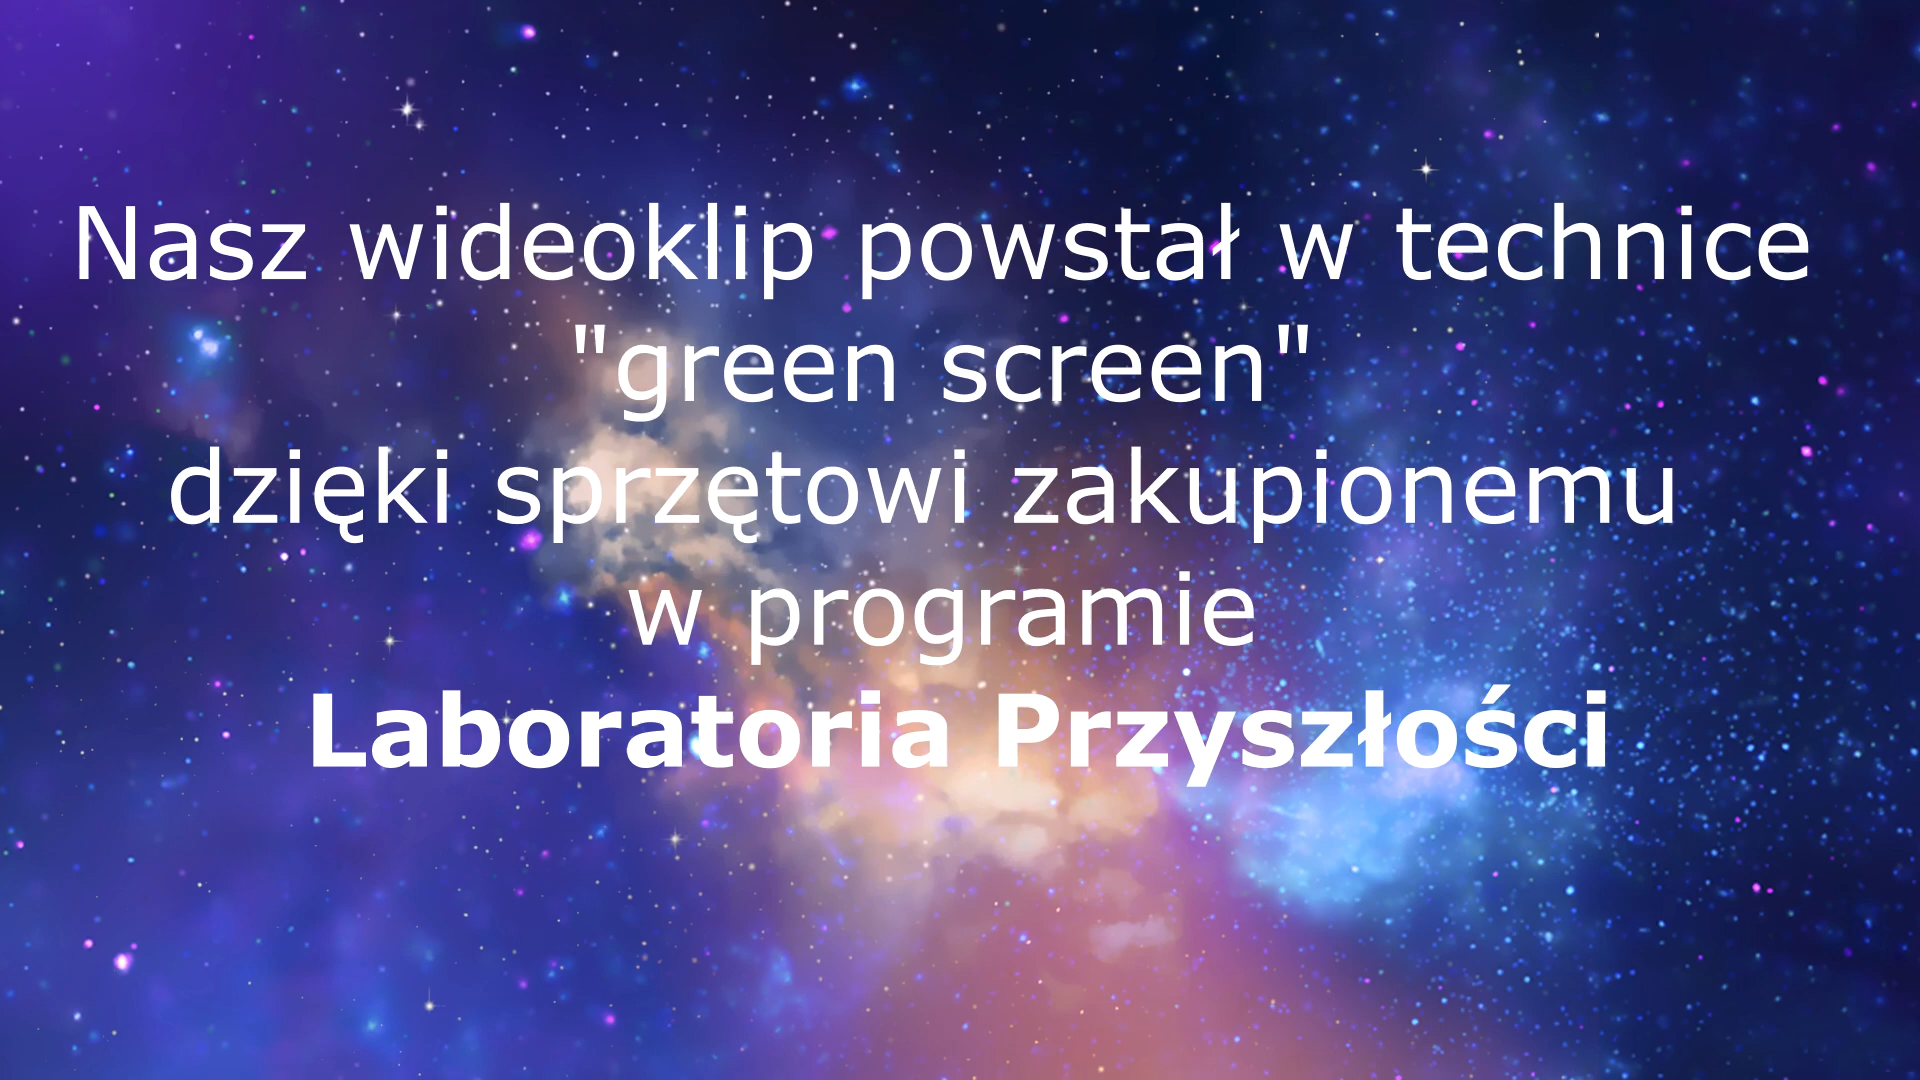 Nasz wideoklip powstał w technice
"green screen"
dzięki sprzętowi zakupionemu
w programie
Laboratoria Przyszłości